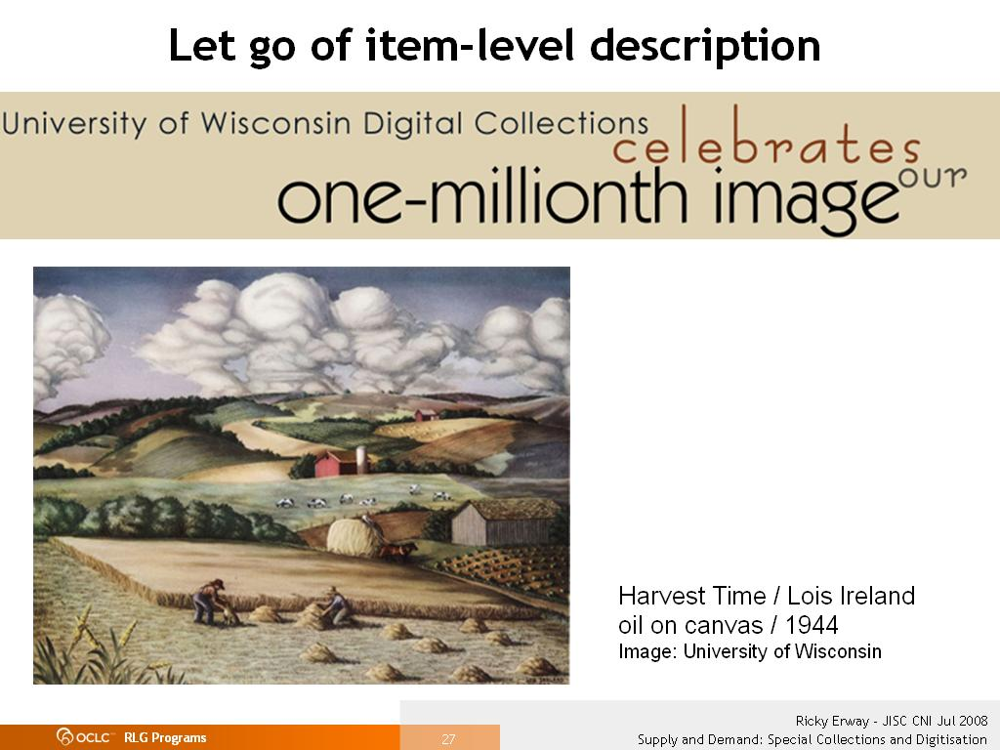 Let go of item-level description
University of Wisconsin Digital Collections
celebrates
our
one-millionth image
Harvest Time / Lois Ireland
oil on canvas / 1944
Image: University of Wisconsin
OCLC™ RLG Programs
27
Ricky Erway - JISC CNI Jul 2008
Supply and Demand: Special Collections and Digitisation